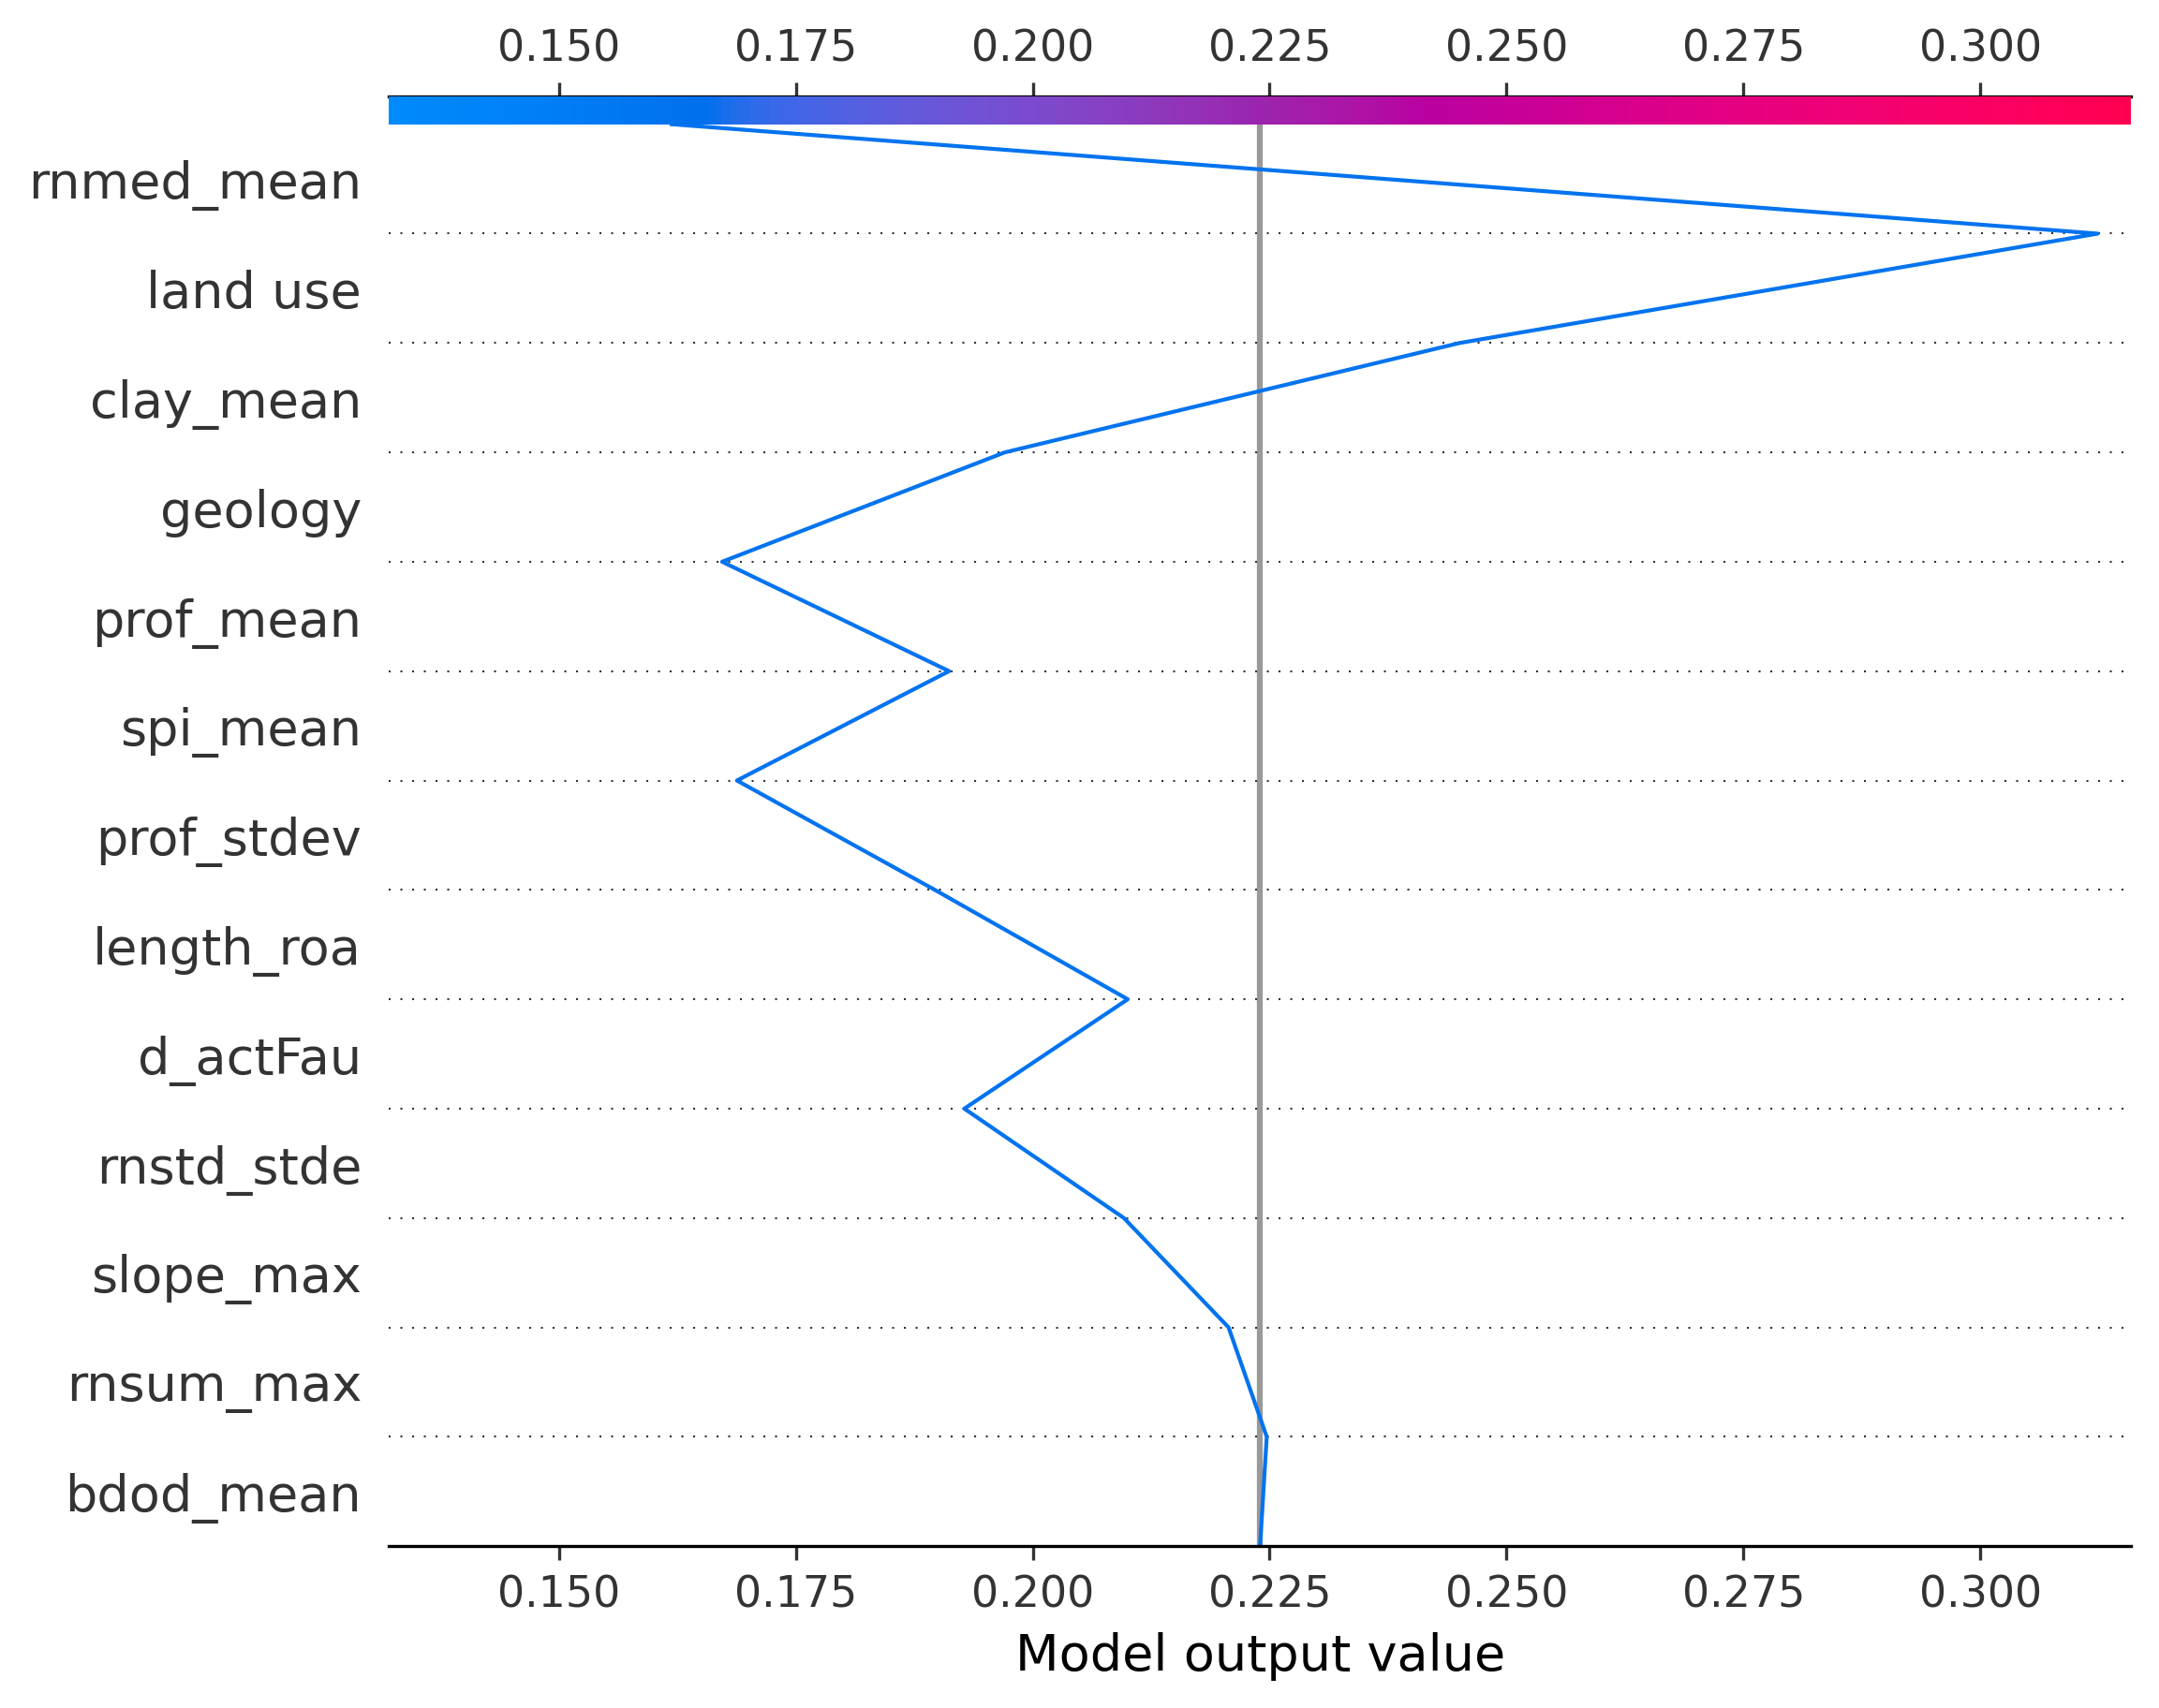 0.150 0.175 0.200 0.225 0.250 0.275 0.300
rnmed_mean
land use
clay_mean
geology
prof_mean
spi_mean
prof_stdev
length_roa
d_actFau
rnstd_stde
slope_max
rnsum_max
bdod_mean
0.150 0.175 0.200 0.225 0.250 0.275 0.300
Model output value